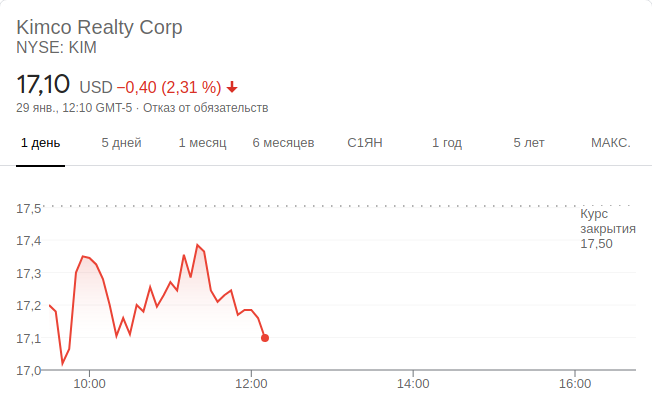 Kimco Realty Corp
NYSE: KIM
17,10 USD −0,40 (2,31 %)
29 янв., 12:10 GMT-5 · Отказ от обязательств
1 день 5 дней 1 месяц 6 месяцев С1ЯН 1 год 5 лет МАКС.
17,5
Курс
закрытия
17,50
17,4
17,3
17,2
17,1
17,0
10:00 12:00 14:00 16:00